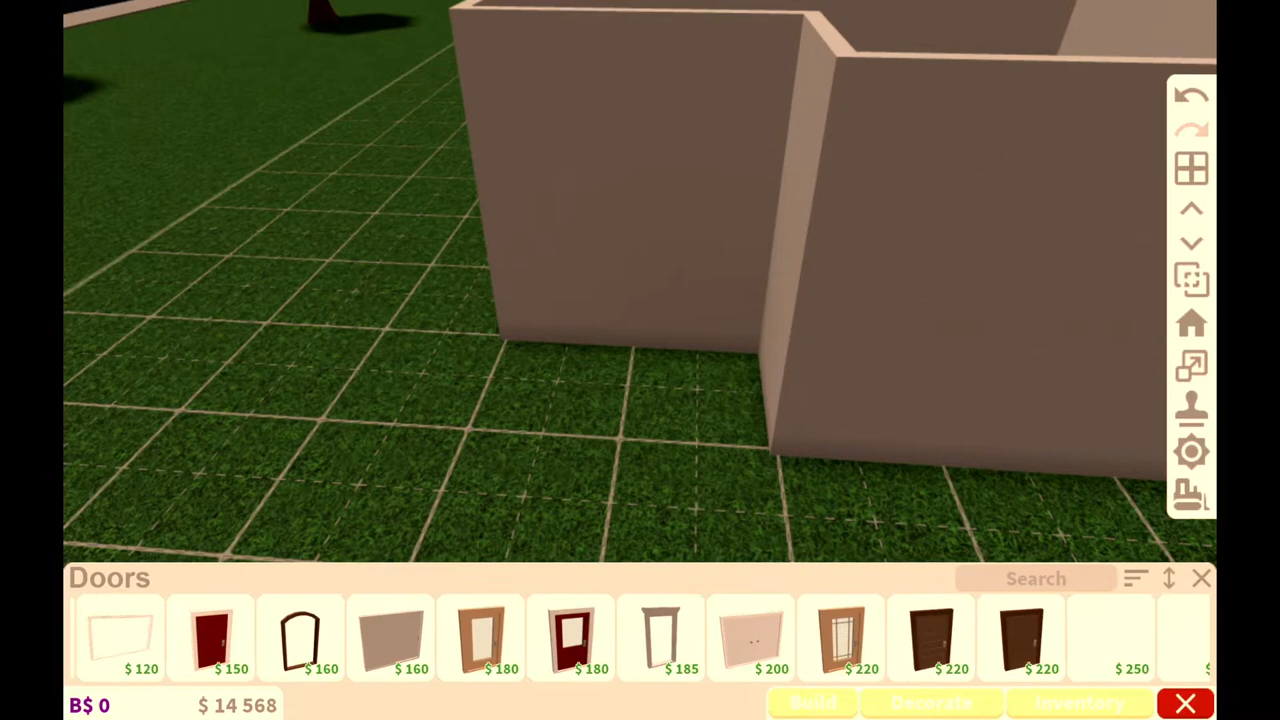 Doors
Search
$ 120
$ 150
$ 160
$ 160
$ 180
$ 180
$ 185
$ 200
$ 220
$ 220
$ 220
$ 250
$
B$ 0
$ 14 568
Build
Decorate
Inventory